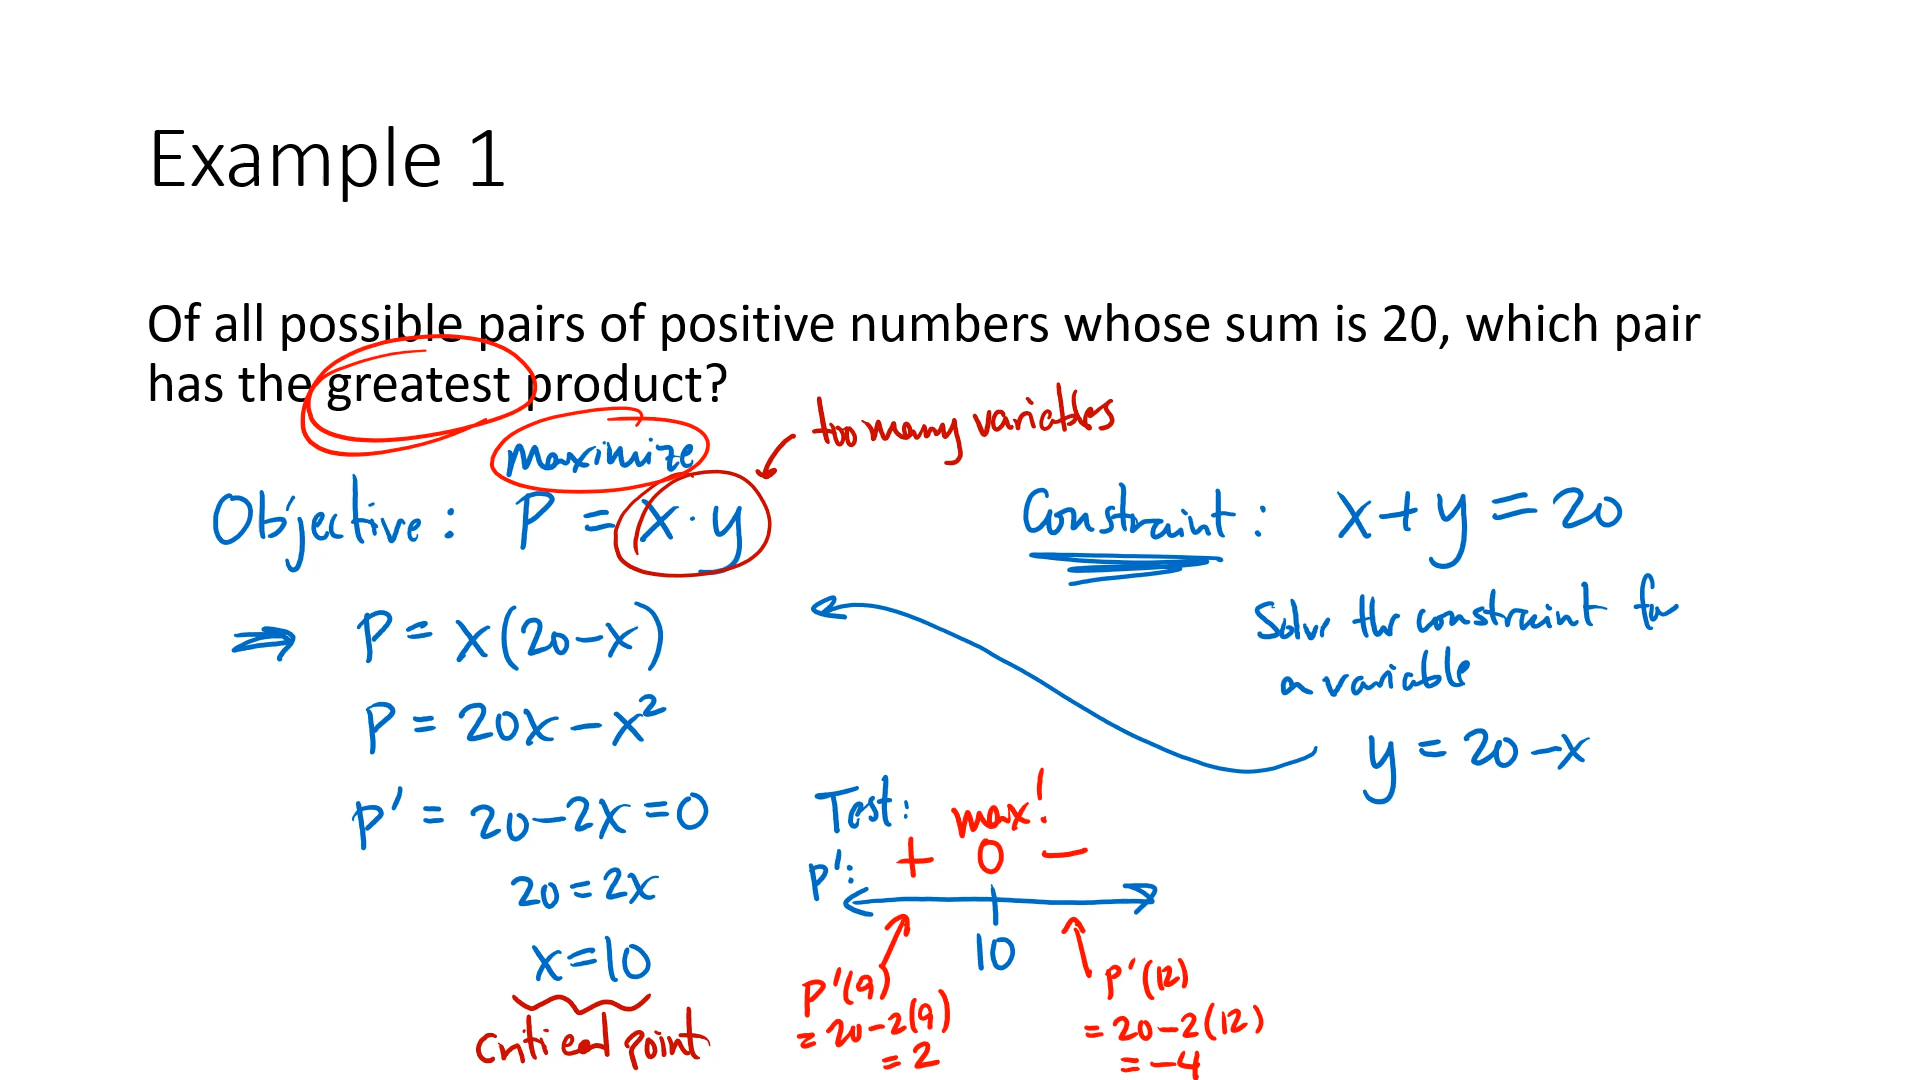 Example 1
Of all possible pairs of positive numbers whose sum is 20, which pair
has the greatest product?
too many variables
maximize
Objective: P = x · y
Constraint: x + y = 20
⇒ P = x(20 - x)
Solve the constraint for
a variable
P = 20x - x²
y = 20 - x
P' = 20 - 2x = 0
Test: max!
P': + 0 -
20 = 2x
10
x = 10
critical point
P'(9)
= 20 - 2(9)
= 2
P'(12)
= 20 - 2(12)
= -4